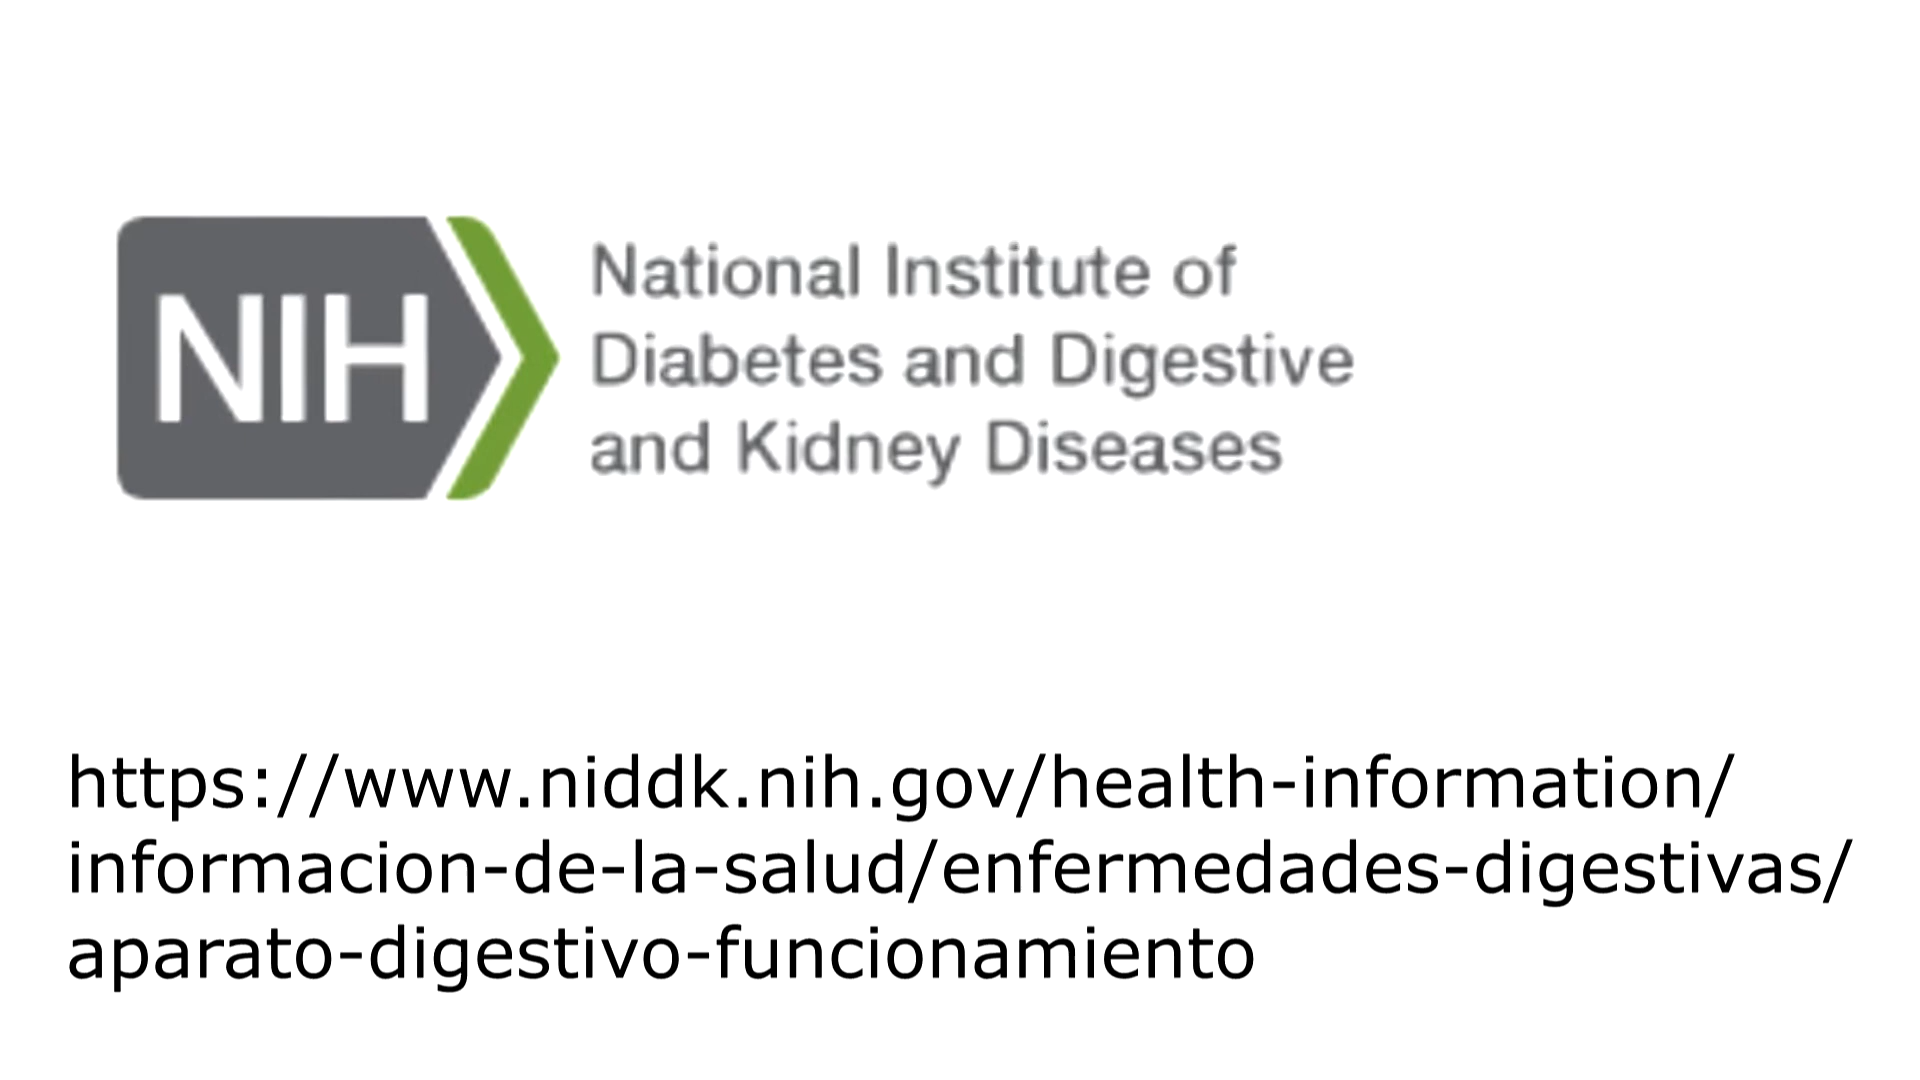 NIH
National Institute of
Diabetes and Digestive
and Kidney Diseases
https://www.niddk.nih.gov/health-information/
informacion-de-la-salud/enfermedades-digestivas/
aparato-digestivo-funcionamiento